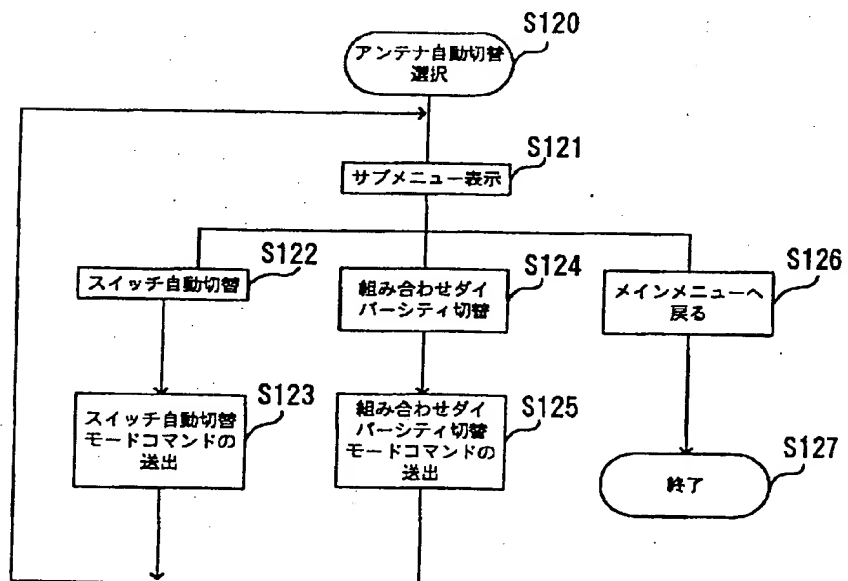 S120
アンテナ自動切替
選択
S121
サブメニュー表示
S122
スイッチ自動切替
S124
組み合わせダイ
バーシティ切替
S126
メインメニューへ
戻る
S123
スイッチ自動切替
モードコマンドの
送出
S125
組み合わせダイ
バーシティ切替
モードコマンドの
送出
S127
終了